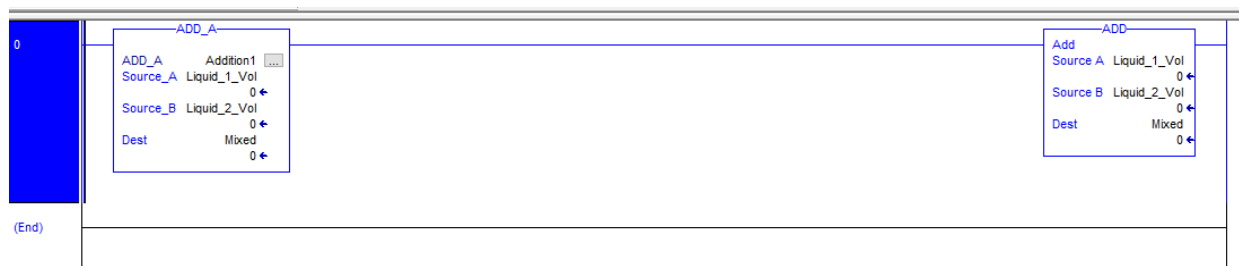 0
ADD_A
ADD_A Addition1 ...
Source_A Liquid_1_Vol
0
Source_B Liquid_2_Vol
0
Dest Mixed
0
ADD
Add
Source A Liquid_1_Vol
0
Source B Liquid_2_Vol
0
Dest Mixed
0
(End)